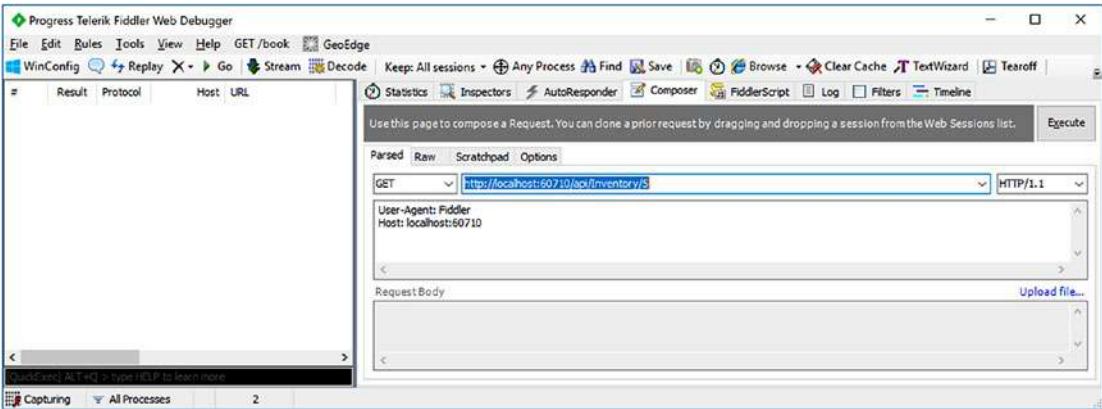 Progress Telerik Fiddler Web Debugger
File Edit Rules Tools View Help GET /book GeoEdge
WinConfig Replay X Go Stream Decode Keep: All sessions Any Process Find Save Browse Clear Cache TextWizard Tearoff
# Result Protocol Host URL
Statistics Inspectors AutoResponder Composer FiddlerScript Log Filters Timeline
Use this page to compose a Request. You can clone a prior request by dragging and dropping a session from the Web Sessions list.
Execute
Parsed Raw Scratchpad Options
GET http://localhost:60710/api/Inventory/5 HTTP/1.1
User-Agent: Fiddler
Host: localhost:60710
Request Body Upload file...
[QuickExec] ALT+Q > type HELP to learn more
Capturing All Processes 2